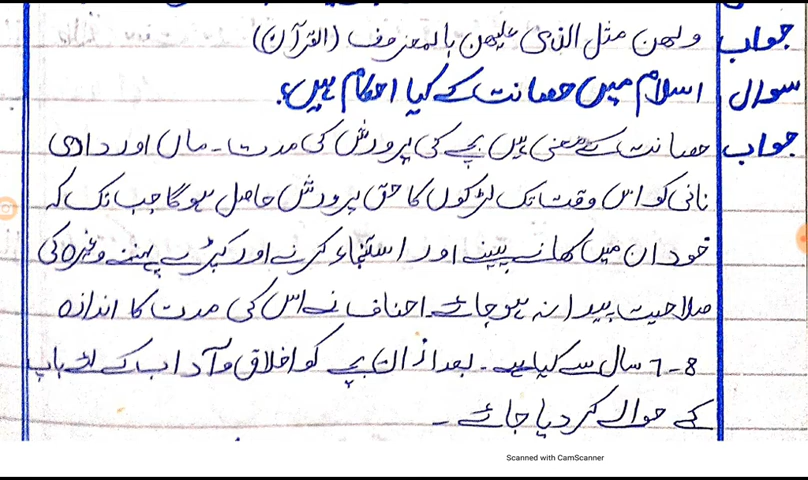 جواب ولھن مثل الذی علیھن بالمعروف (القرآن)
سوال اسلام میں حضانت کے کیا احکام ہیں؟
جواب حضانت کے معنی ہیں بچے کی پرورش کی مدت۔ ماں اور دادی
نانی کو اس وقت تک لڑکوں کا حق پرورش حاصل ہوگا جب تک کہ
خود ان میں کھانے پینے اور استنجاء کرنے اور کپڑے پہننے وغیرہ کی
صلاحیت پیدا نہ ہو جائے۔ احناف نے اس کی مدت کا اندازہ
7-8 سال سے کیا ہے۔ بعد ازاں بچے کو اخلاق و آداب کے لئے باپ
کے حوالے کر دیا جائے۔
Scanned with CamScanner